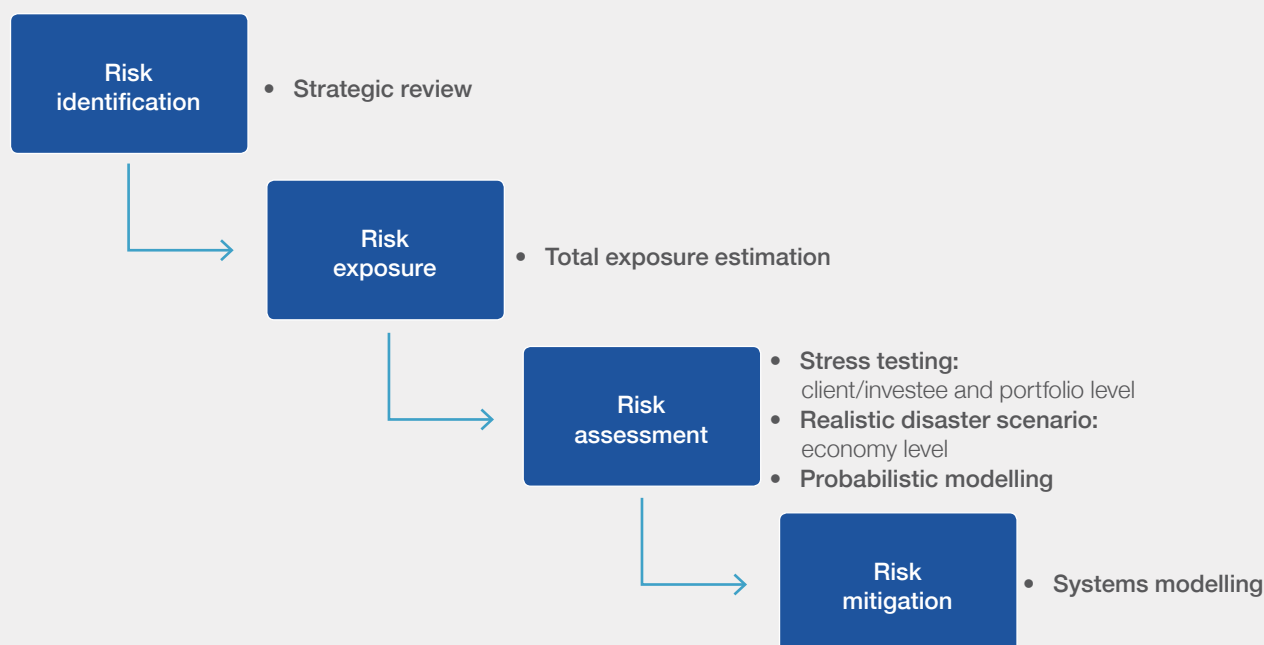 Risk
identification
• Strategic review
Risk
exposure
• Total exposure estimation
Risk
assessment
• Stress testing:
client/investee and portfolio level
• Realistic disaster scenario:
economy level
• Probabilistic modelling
Risk
mitigation
• Systems modelling